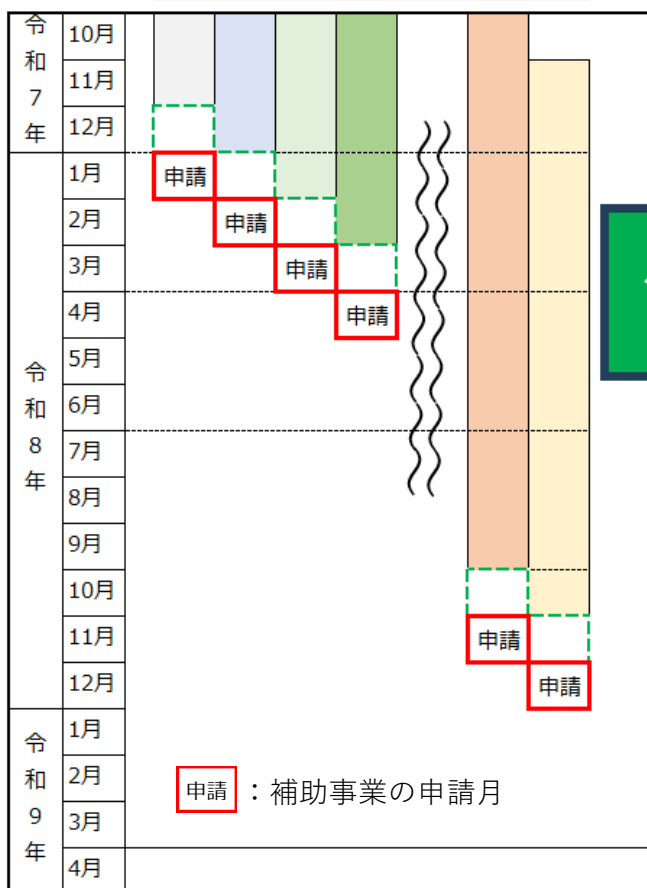 令和7年
10月
11月
12月
令和8年
1月 申請
2月 申請
3月 申請
4月 申請
5月
6月
7月
8月
9月
10月
11月 申請
12月 申請
令和9年
1月
2月
3月
4月
申請：補助事業の申請月